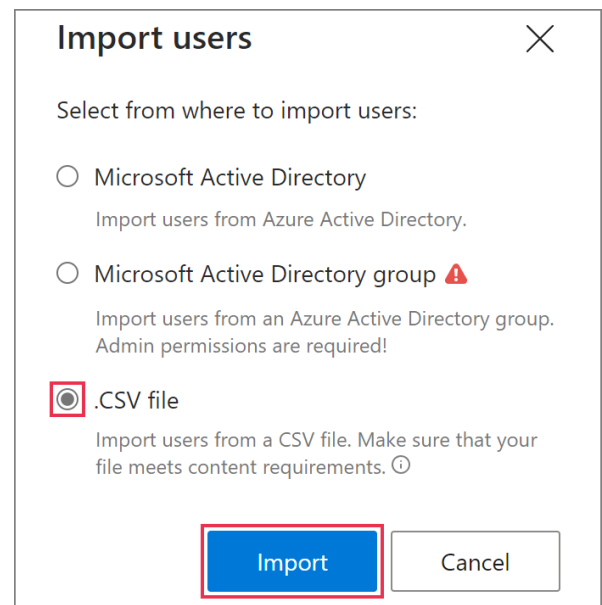 Import users
Select from where to import users:
Microsoft Active Directory
Import users from Azure Active Directory.
Microsoft Active Directory group
Import users from an Azure Active Directory group.
Admin permissions are required!
.CSV file
Import users from a CSV file. Make sure that your
file meets content requirements.
Import
Cancel